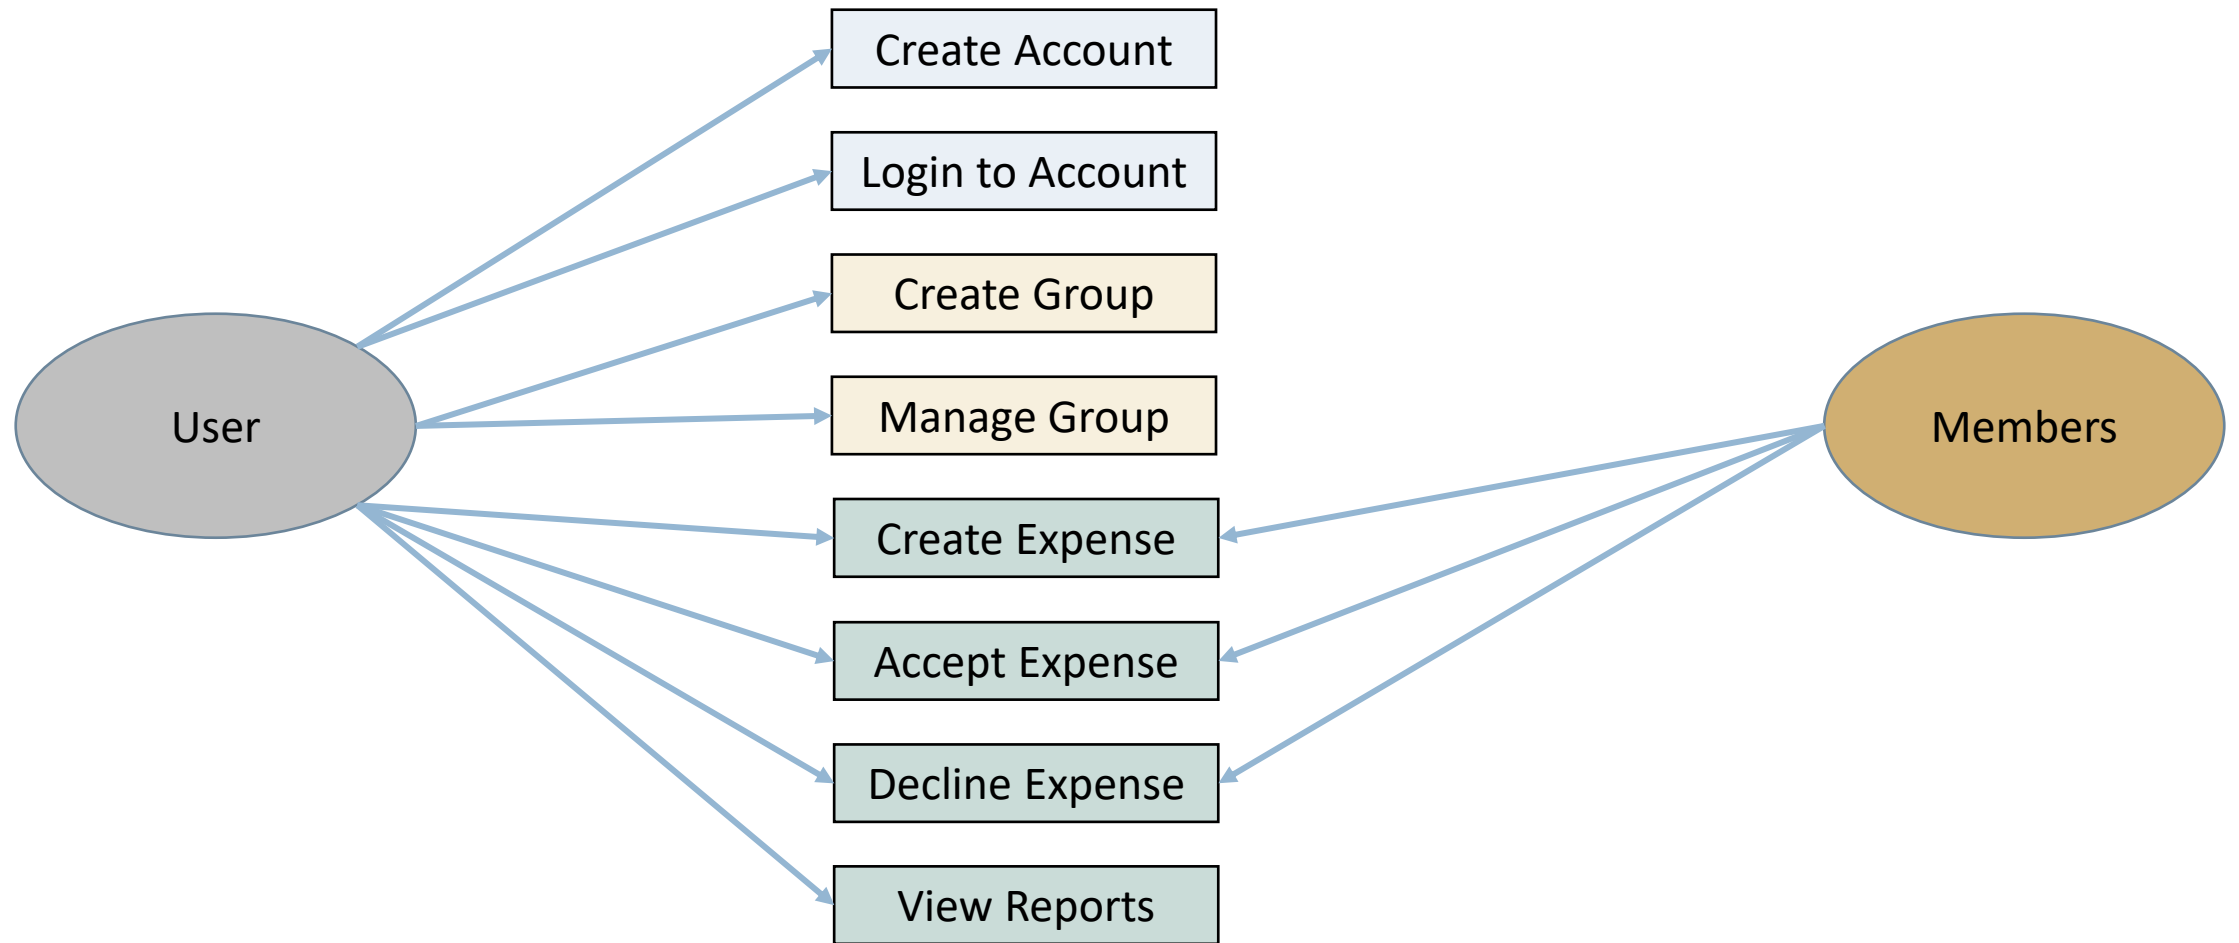 Create Account
Login to Account
Create Group
Manage Group
User
Members
Create Expense
Accept Expense
Decline Expense
View Reports